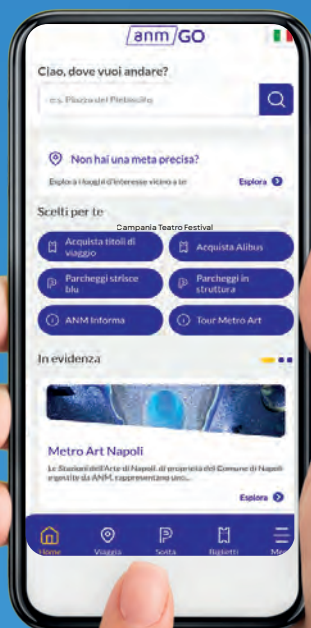 anm GO
Ciao, dove vuoi andare?
e.s. Piazza del Plebiscito
Non hai una meta precisa?
Esplora i luoghi d'interesse vicino a te
Esplora
Scelti per te
Campania Teatro Festival
Acquista titoli di
viaggio
Acquista Alibus
Parcheggi strisce
blu
Parcheggi in
struttura
ANM Informa
Tour Metro Art
In evidenza
Metro Art Napoli
Le Stazioni dell'Arte di Napoli, di proprietà del Comune di Napoli
e gestite da ANM, rappresentano uno...
Esplora
Home
Viaggia
Sosta
Biglietti